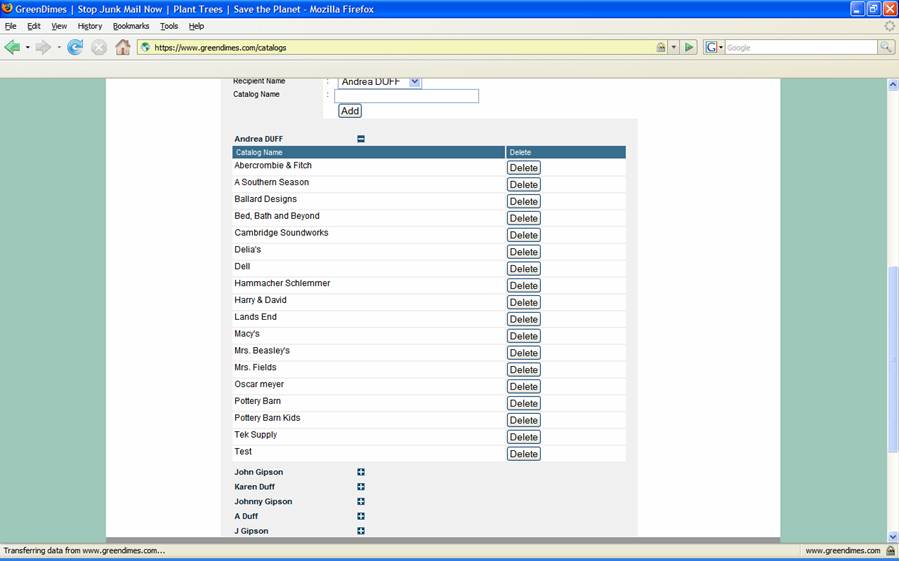 GreenDimes | Stop Junk Mail Now | Plant Trees | Save the Planet - Mozilla Firefox
File Edit View History Bookmarks Tools Help
https://www.greendimes.com/catalogs
G Google
Recipient Name : Andrea DUFF
Catalog Name :
Add
Andrea DUFF
Catalog Name Delete
Abercrombie & Fitch Delete
A Southern Season Delete
Ballard Designs Delete
Bed, Bath and Beyond Delete
Cambridge Soundworks Delete
Delia's Delete
Dell Delete
Hammacher Schlemmer Delete
Harry & David Delete
Lands End Delete
Macy's Delete
Mrs. Beasley's Delete
Mrs. Fields Delete
Oscar meyer Delete
Pottery Barn Delete
Pottery Barn Kids Delete
Tek Supply Delete
Test Delete
John Gipson
Karen Duff
Johnny Gipson
A Duff
J Gipson
Transferring data from www.greendimes.com... www.greendimes.com